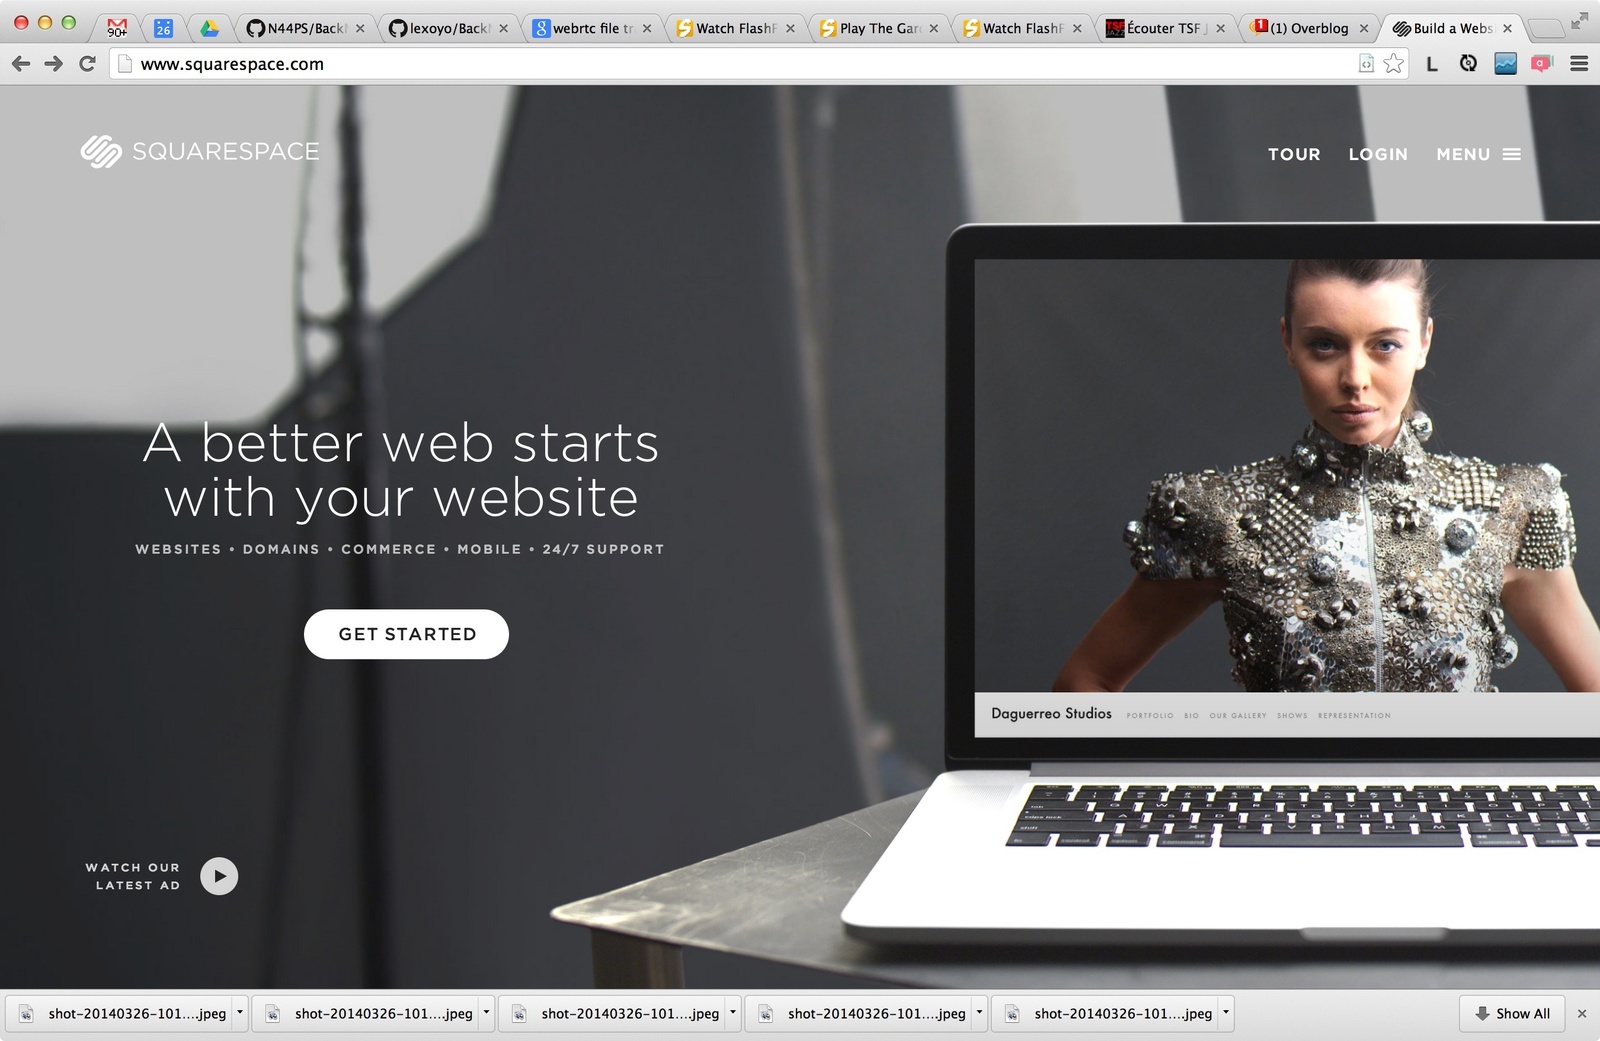 90+
26
N44PS/Back
lexoyo/Back
webrtc file tr
Watch FlashF
Play The Gar
Watch FlashF
Écouter TSF J
(1) Overblog
Build a Webs
www.squarespace.com
L
SQUARESPACE
TOUR LOGIN MENU
A better web starts
with your website
WEBSITES • DOMAINS • COMMERCE • MOBILE • 24/7 SUPPORT
GET STARTED
Daguerreo Studios PORTFOLIO BIO OUR GALLERY SHOWS REPRESENTATION
WATCH OUR
LATEST AD
shot-20140326-101....jpeg
shot-20140326-101....jpeg
shot-20140326-101....jpeg
shot-20140326-101....jpeg
shot-20140326-101....jpeg
Show All